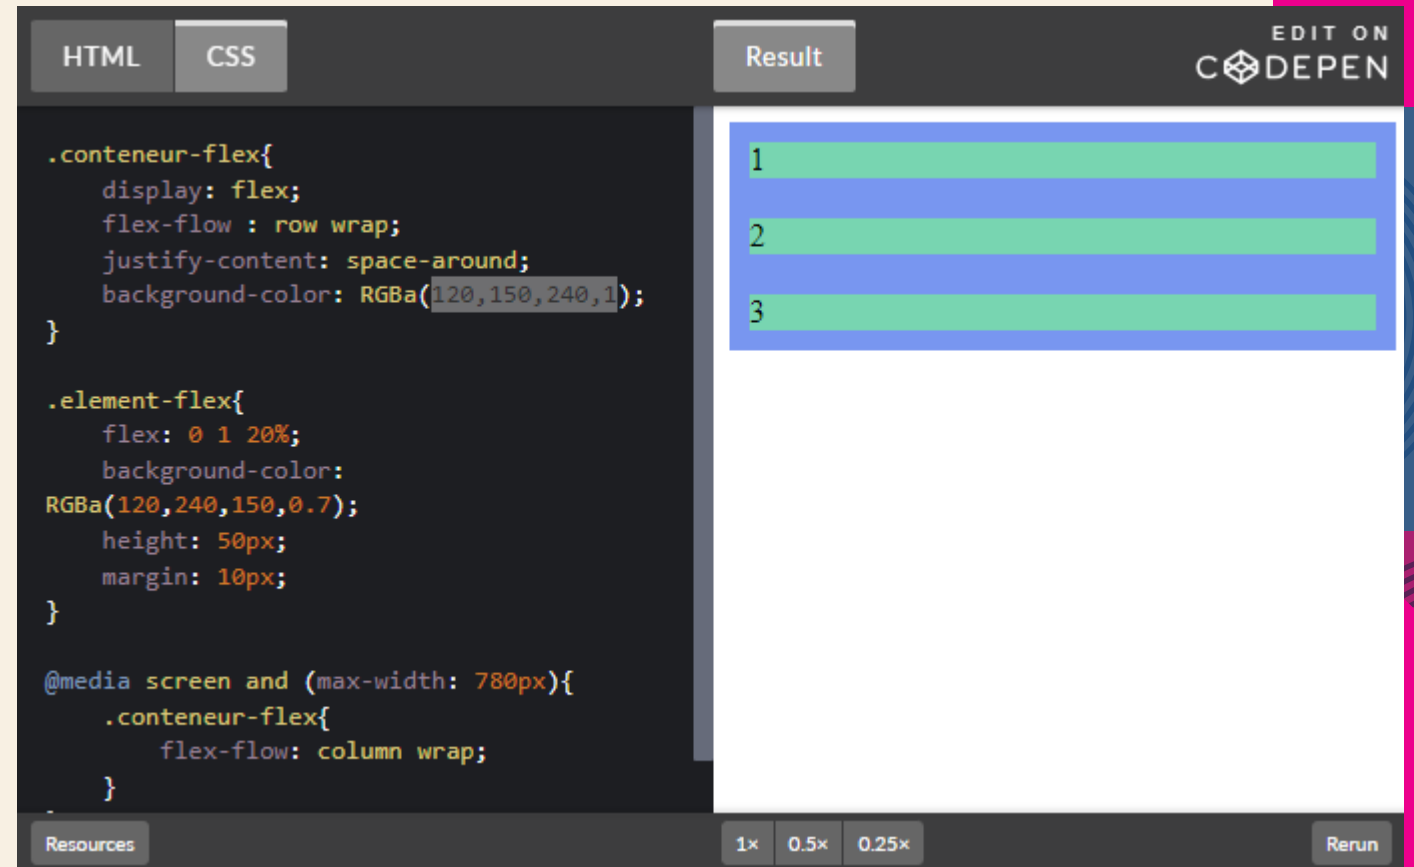 HTML
CSS
Result
EDIT ON
CODEPEN
.conteneur-flex{
display: flex;
flex-flow : row wrap;
justify-content: space-around;
background-color: RGBa(120,150,240,1);
}
.element-flex{
flex: 0 1 20%;
background-color:
RGBa(120,240,150,0.7);
height: 50px;
margin: 10px;
}
@media screen and (max-width: 780px){
.conteneur-flex{
flex-flow: column wrap;
}
1
2
3
Resources
1×
0.5×
0.25×
Rerun